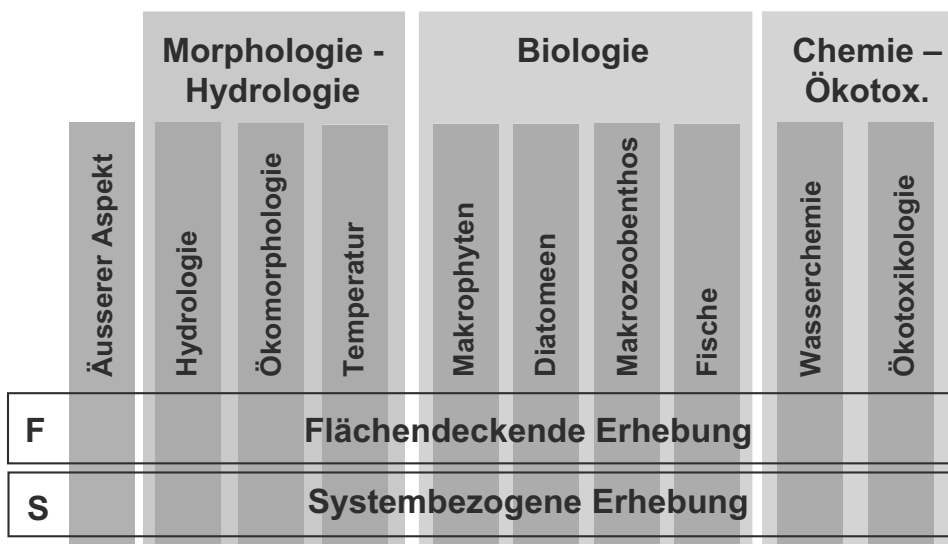 Morphologie -
Hydrologie
Biologie
Chemie –
Ökotox.
Äusserer Aspekt
Hydrologie
Ökomorphologie
Temperatur
Makrophyten
Diatomeen
Makrozoobenthos
Fische
Wasserchemie
Ökotoxikologie
F Flächendeckende Erhebung
S Systembezogene Erhebung